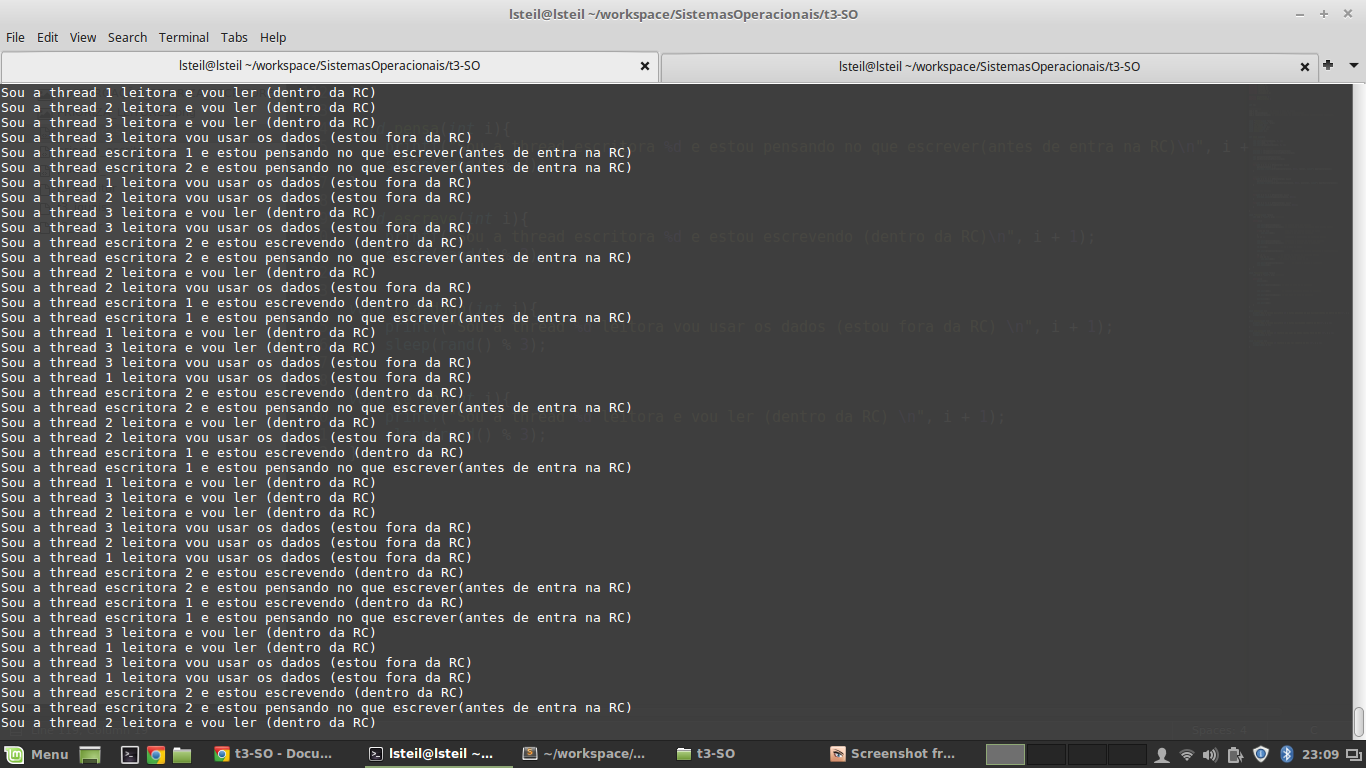 lsteil@lsteil ~/workspace/SistemasOperacionais/t3-SO
File Edit View Search Terminal Tabs Help
lsteil@lsteil ~/workspace/SistemasOperacionais/t3-SO lsteil@lsteil ~/workspace/SistemasOperacionais/t3-SO
Sou a thread 1 leitora e vou ler (dentro da RC)
Sou a thread 2 leitora e vou ler (dentro da RC)
Sou a thread 3 leitora e vou ler (dentro da RC)
Sou a thread 3 leitora vou usar os dados (estou fora da RC)
Sou a thread escritora 1 e estou pensando no que escrever(antes de entra na RC)
Sou a thread escritora 2 e estou pensando no que escrever(antes de entra na RC)
Sou a thread 1 leitora vou usar os dados (estou fora da RC)
Sou a thread 2 leitora vou usar os dados (estou fora da RC)
Sou a thread 3 leitora e vou ler (dentro da RC)
Sou a thread 3 leitora vou usar os dados (estou fora da RC)
Sou a thread escritora 2 e estou escrevendo (dentro da RC)
Sou a thread escritora 2 e estou pensando no que escrever(antes de entra na RC)
Sou a thread 2 leitora e vou ler (dentro da RC)
Sou a thread 2 leitora vou usar os dados (estou fora da RC)
Sou a thread escritora 1 e estou escrevendo (dentro da RC)
Sou a thread escritora 1 e estou pensando no que escrever(antes de entra na RC)
Sou a thread 1 leitora e vou ler (dentro da RC)
Sou a thread 3 leitora e vou ler (dentro da RC)
Sou a thread 3 leitora vou usar os dados (estou fora da RC)
Sou a thread 1 leitora vou usar os dados (estou fora da RC)
Sou a thread escritora 2 e estou escrevendo (dentro da RC)
Sou a thread escritora 2 e estou pensando no que escrever(antes de entra na RC)
Sou a thread 2 leitora e vou ler (dentro da RC)
Sou a thread 2 leitora vou usar os dados (estou fora da RC)
Sou a thread escritora 1 e estou escrevendo (dentro da RC)
Sou a thread escritora 1 e estou pensando no que escrever(antes de entra na RC)
Sou a thread 1 leitora e vou ler (dentro da RC)
Sou a thread 3 leitora e vou ler (dentro da RC)
Sou a thread 2 leitora e vou ler (dentro da RC)
Sou a thread 3 leitora vou usar os dados (estou fora da RC)
Sou a thread 2 leitora vou usar os dados (estou fora da RC)
Sou a thread 1 leitora vou usar os dados (estou fora da RC)
Sou a thread escritora 2 e estou escrevendo (dentro da RC)
Sou a thread escritora 2 e estou pensando no que escrever(antes de entra na RC)
Sou a thread escritora 1 e estou escrevendo (dentro da RC)
Sou a thread escritora 1 e estou pensando no que escrever(antes de entra na RC)
Sou a thread 3 leitora e vou ler (dentro da RC)
Sou a thread 1 leitora e vou ler (dentro da RC)
Sou a thread 3 leitora vou usar os dados (estou fora da RC)
Sou a thread 1 leitora vou usar os dados (estou fora da RC)
Sou a thread escritora 2 e estou escrevendo (dentro da RC)
Sou a thread escritora 2 e estou pensando no que escrever(antes de entra na RC)
Sou a thread 2 leitora e vou ler (dentro da RC)
Menu t3-SO - Docu... lsteil@lsteil ~... ~/workspace/... t3-SO Screenshot fr... 23:09